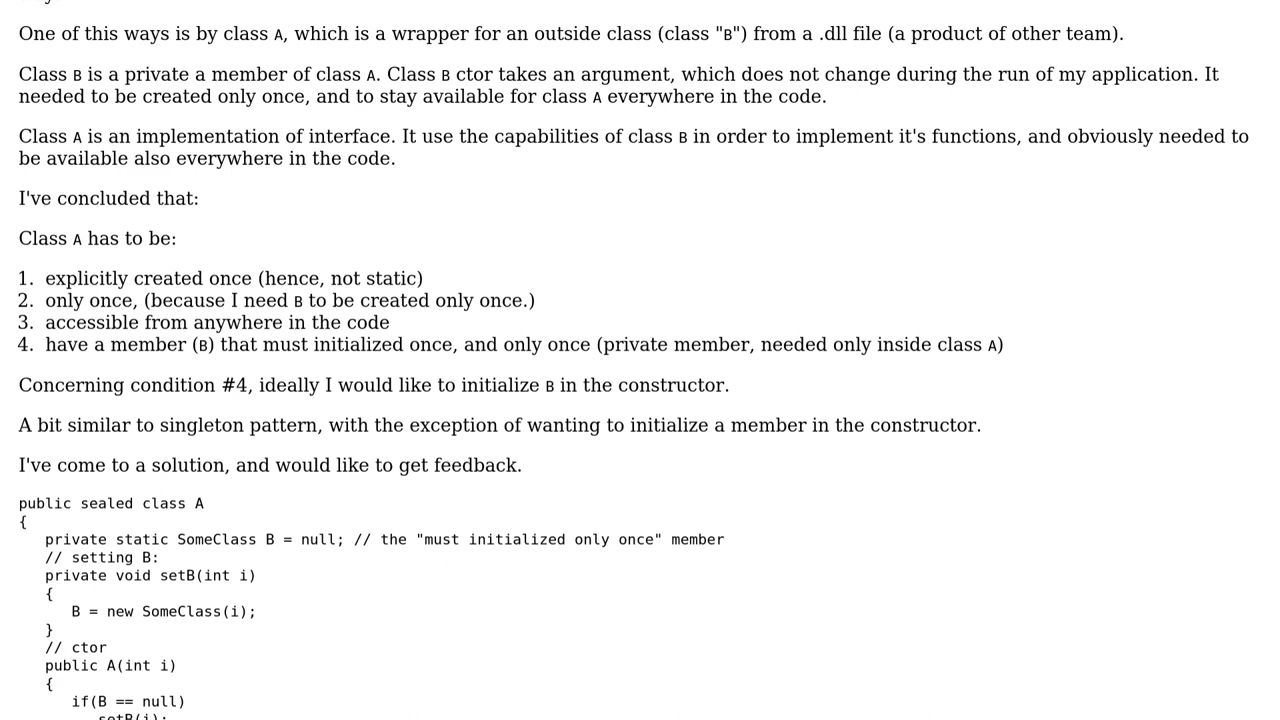 One of this ways is by class A, which is a wrapper for an outside class (class "B") from a .dll file (a product of other team).
Class B is a private a member of class A. Class B ctor takes an argument, which does not change during the run of my application. It
needed to be created only once, and to stay available for class A everywhere in the code.
Class A is an implementation of interface. It use the capabilities of class B in order to implement it's functions, and obviously needed to
be available also everywhere in the code.
I've concluded that:
Class A has to be:
1. explicitly created once (hence, not static)
2. only once, (because I need B to be created only once.)
3. accessible from anywhere in the code
4. have a member (B) that must initialized once, and only once (private member, needed only inside class A)
Concerning condition #4, ideally I would like to initialize B in the constructor.
A bit similar to singleton pattern, with the exception of wanting to initialize a member in the constructor.
I've come to a solution, and would like to get feedback.
public sealed class A
{
   private static SomeClass B = null; // the "must initialized only once" member
   // setting B:
   private void setB(int i)
   {
      B = new SomeClass(i);
   }
   // ctor
   public A(int i)
   {
      if(B == null)
         setB(i);